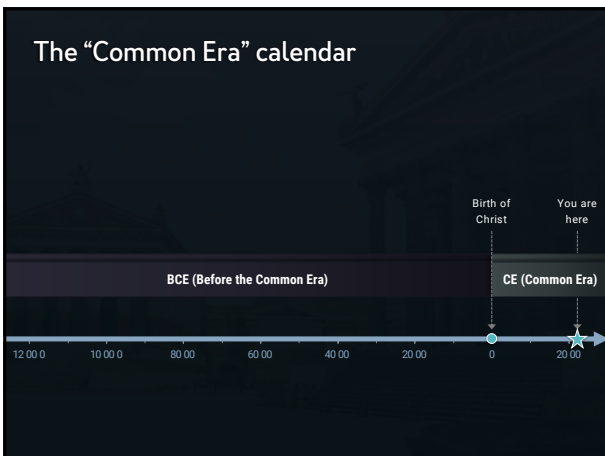 The “Common Era” calendar
Birth of
Christ
You are
here
BCE (Before the Common Era)
CE (Common Era)
12 00 0 10 00 0 80 00 60 00 40 00 20 00 0 20 00